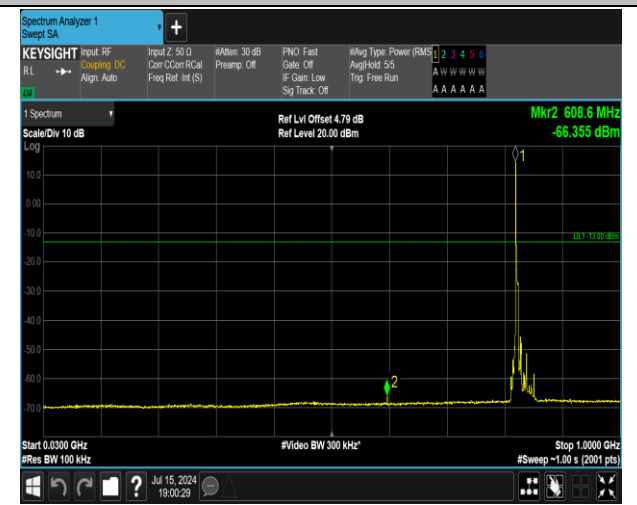 Spectrum Analyzer 1
Swept SA
+
KEYSIGHT Input: RF Input Z: 50 Ω #Atten: 30 dB PNO: Fast #Avg Type: Power (RMS 1 2 3 4 5 6
RL Coupling: DC Corr CCorr RCal Preamp: Off Gate: Off Avg|Hold: 5/5 A W W W W W
Align: Auto Freq Ref: Int (S) IF Gain: Low Trig: Free Run
Sig Track: Off A A A A A A
1 Spectrum Ref Lvl Offset 4.79 dB Mkr2 608.6 MHz
Scale/Div 10 dB Ref Level 20.00 dBm -66.355 dBm
Log
1
10.0
0.00
-10.0
DL1 -13.00 dBm
-20.0
-30.0
-40.0
-50.0
-60.0
2
-70.0
Start 0.0300 GHz #Video BW 300 kHz* Stop 1.0000 GHz
#Res BW 100 kHz #Sweep ~1.00 s (2001 pts)
? Jul 15, 2024
19:00:29